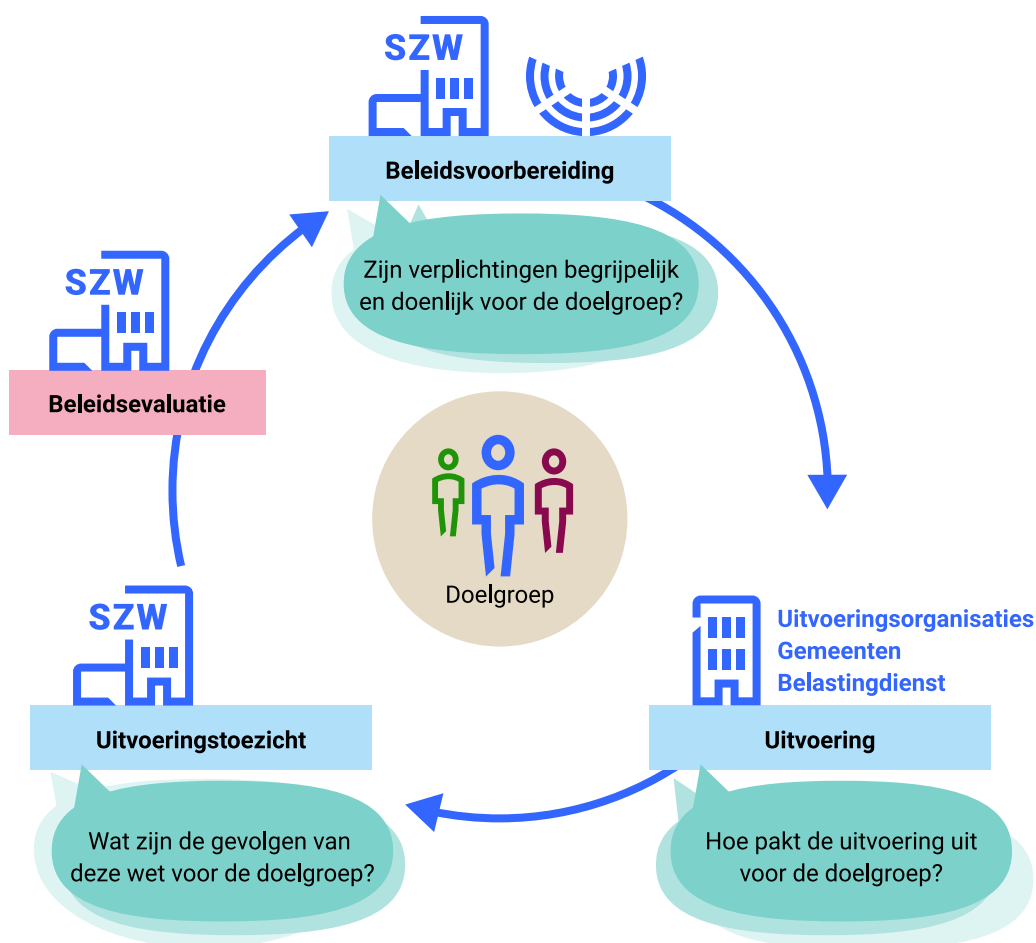 SZW
Beleidsvoorbereiding
Zijn verplichtingen begrijpelijk
en doenlijk voor de doelgroep?
SZW
Beleidsevaluatie
Doelgroep
Uitvoeringsorganisaties
Gemeenten
Belastingdienst
Uitvoering
Hoe pakt de uitvoering uit
voor de doelgroep?
SZW
Uitvoeringstoezicht
Wat zijn de gevolgen van
deze wet voor de doelgroep?